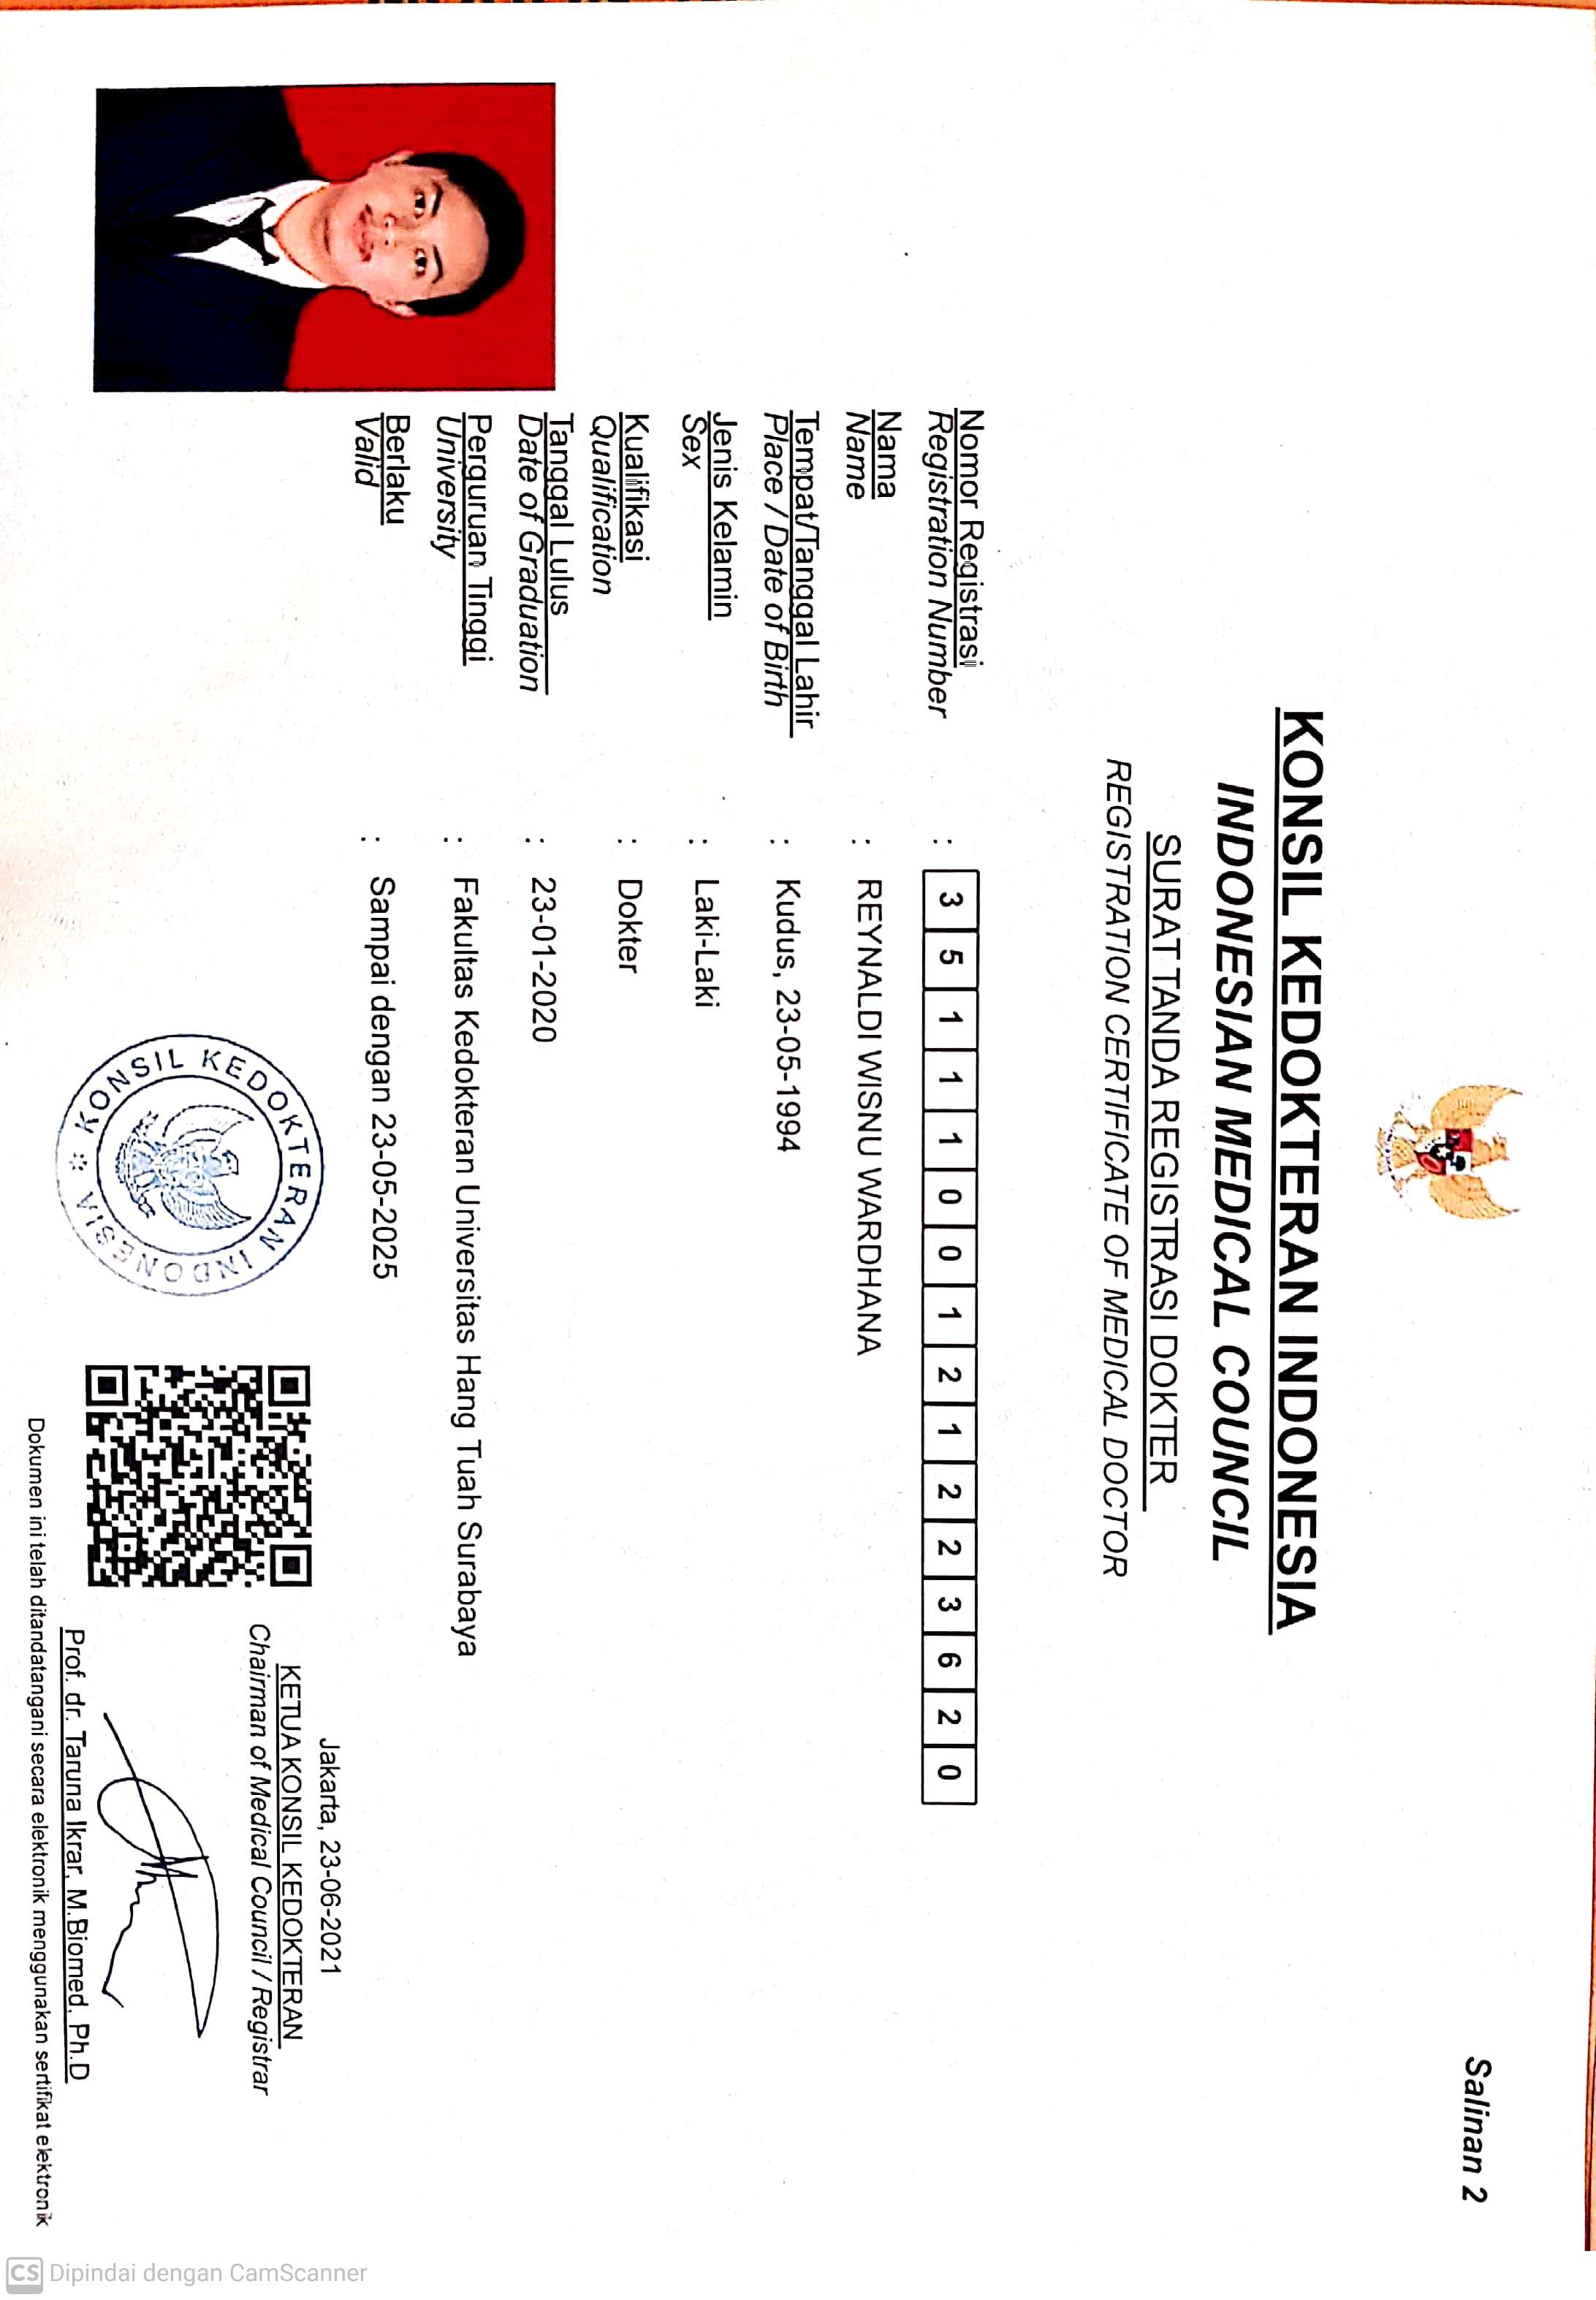 Salinan 2
KONSIL KEDOKTERAN INDONESIA
INDONESIAN MEDICAL COUNCIL
SURAT TANDA REGISTRASI DOKTER
REGISTRATION CERTIFICATE OF MEDICAL DOCTOR
Nomor Registrasi : 3 5 1 1 1 0 0 1 2 1 2 2 3 6 2 0
Registration Number
Nama : REYNALDI WISNU WARDHANA
Name
Tempat/Tanggal Lahir : Kudus, 23-05-1994
Place / Date of Birth
Jenis Kelamin : Laki-Laki
Sex
Kualifikasi : Dokter
Qualification
Tanggal Lulus : 23-01-2020
Date of Graduation
Perguruan Tinggi : Fakultas Kedokteran Universitas Hang Tuah Surabaya
University
Berlaku : Sampai dengan 23-05-2025
Valid
KONSIL KEDOKTERAN INDONESIA
Jakarta, 23-06-2021
KETUA KONSIL KEDOKTERAN
Chairman of Medical Council / Registrar
Prof. dr. Taruna Ikrar, M.Biomed, Ph.D
Dokumen ini telah ditandatangani secara elektronik menggunakan sertifikat elektronik
CS Dipindai dengan CamScanner